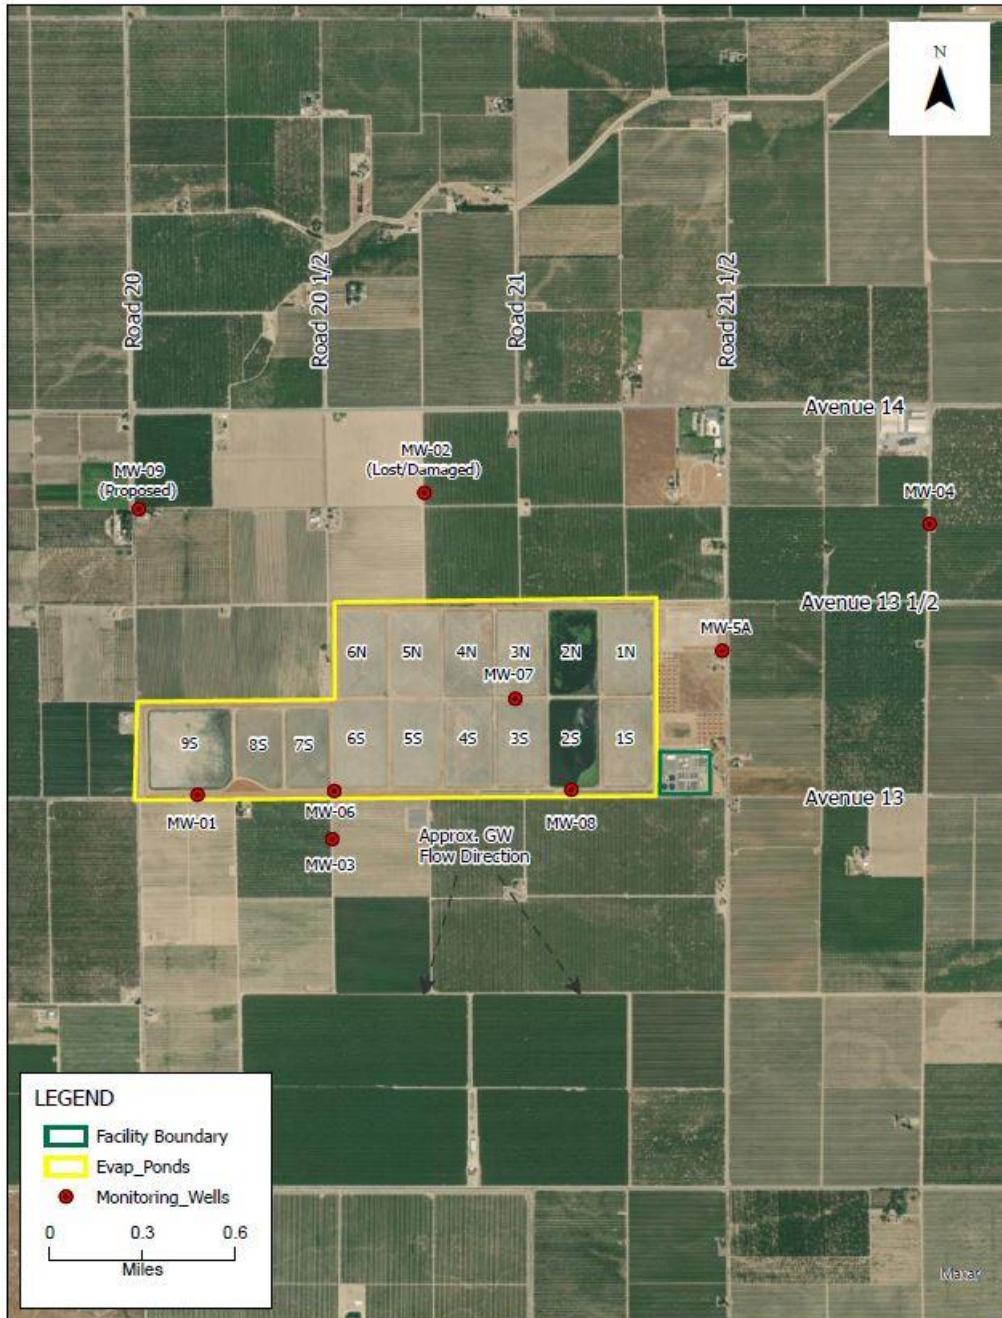 N
Road 20
Road 20 1/2
Road 21
Road 21 1/2
Avenue 14
MW-02
(Lost/Damaged)
MW-09
(Proposed)
MW-04
Avenue 13 1/2
MW-5A
6N
5N
4N
3N
2N
1N
MW-07
9S
8S
7S
6S
5S
4S
3S
2S
1S
Avenue 13
MW-01
MW-06
MW-08
MW-03
Approx. GW
Flow Direction
LEGEND
Facility Boundary
Evap_Ponds
Monitoring_Wells
0 0.3 0.6
Miles
Maxar